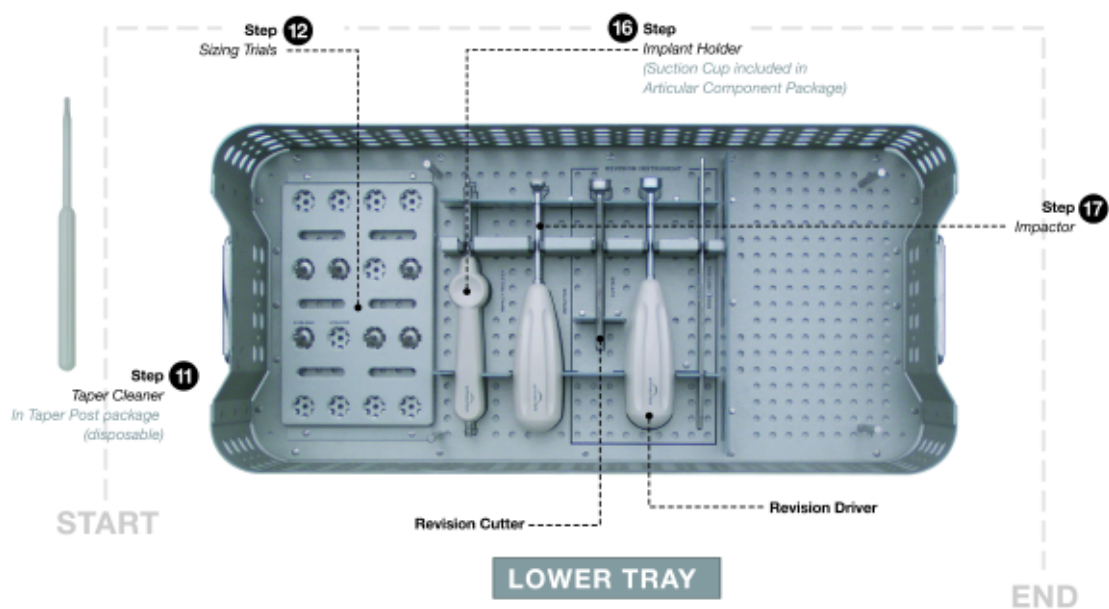 Step 12
Sizing Trials
16 Step
Implant Holder
(Suction Cup included in
Articular Component Package)
Step 17
Impactor
Step 11
Taper Cleaner
In Taper Post package
(disposable)
START
Revision Cutter
Revision Driver
LOWER TRAY
END